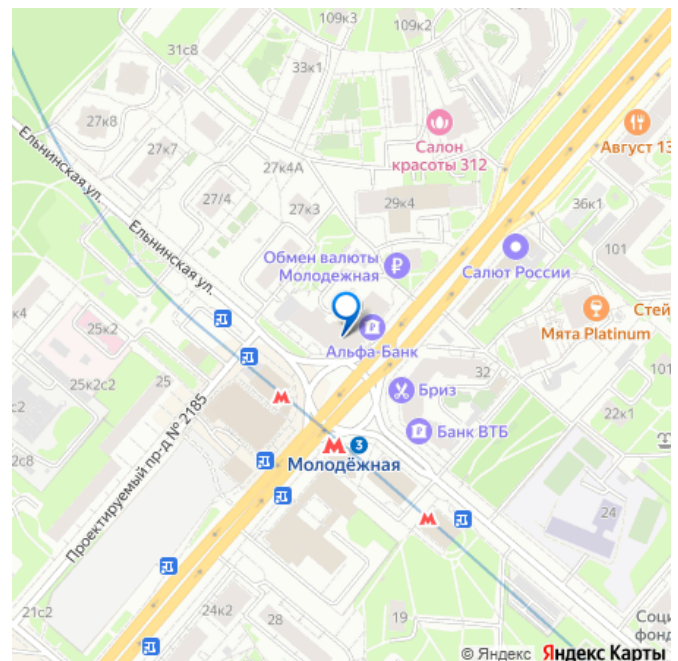 109к3
109к2
31с8
33к1
27к8
27к7
Салон
красоты 312
Август 13
Ельнинская ул.
27к4А
27/4
27к3
29к4
36к1
101
Ельнинская ул.
Обмен валюты
Молодежная
Салют России
к4
25к2
Стей
Мята Platinum
Альфа-Банк
25к2с2
25
32
101
Бриз
с2
Проектируемый пр-д № 2185
22к1
Банк ВТБ
2с8
3
Молодёжная
24
21с2
24к2
28
19
Соци
фонд
© Яндекс Яндекс Карты